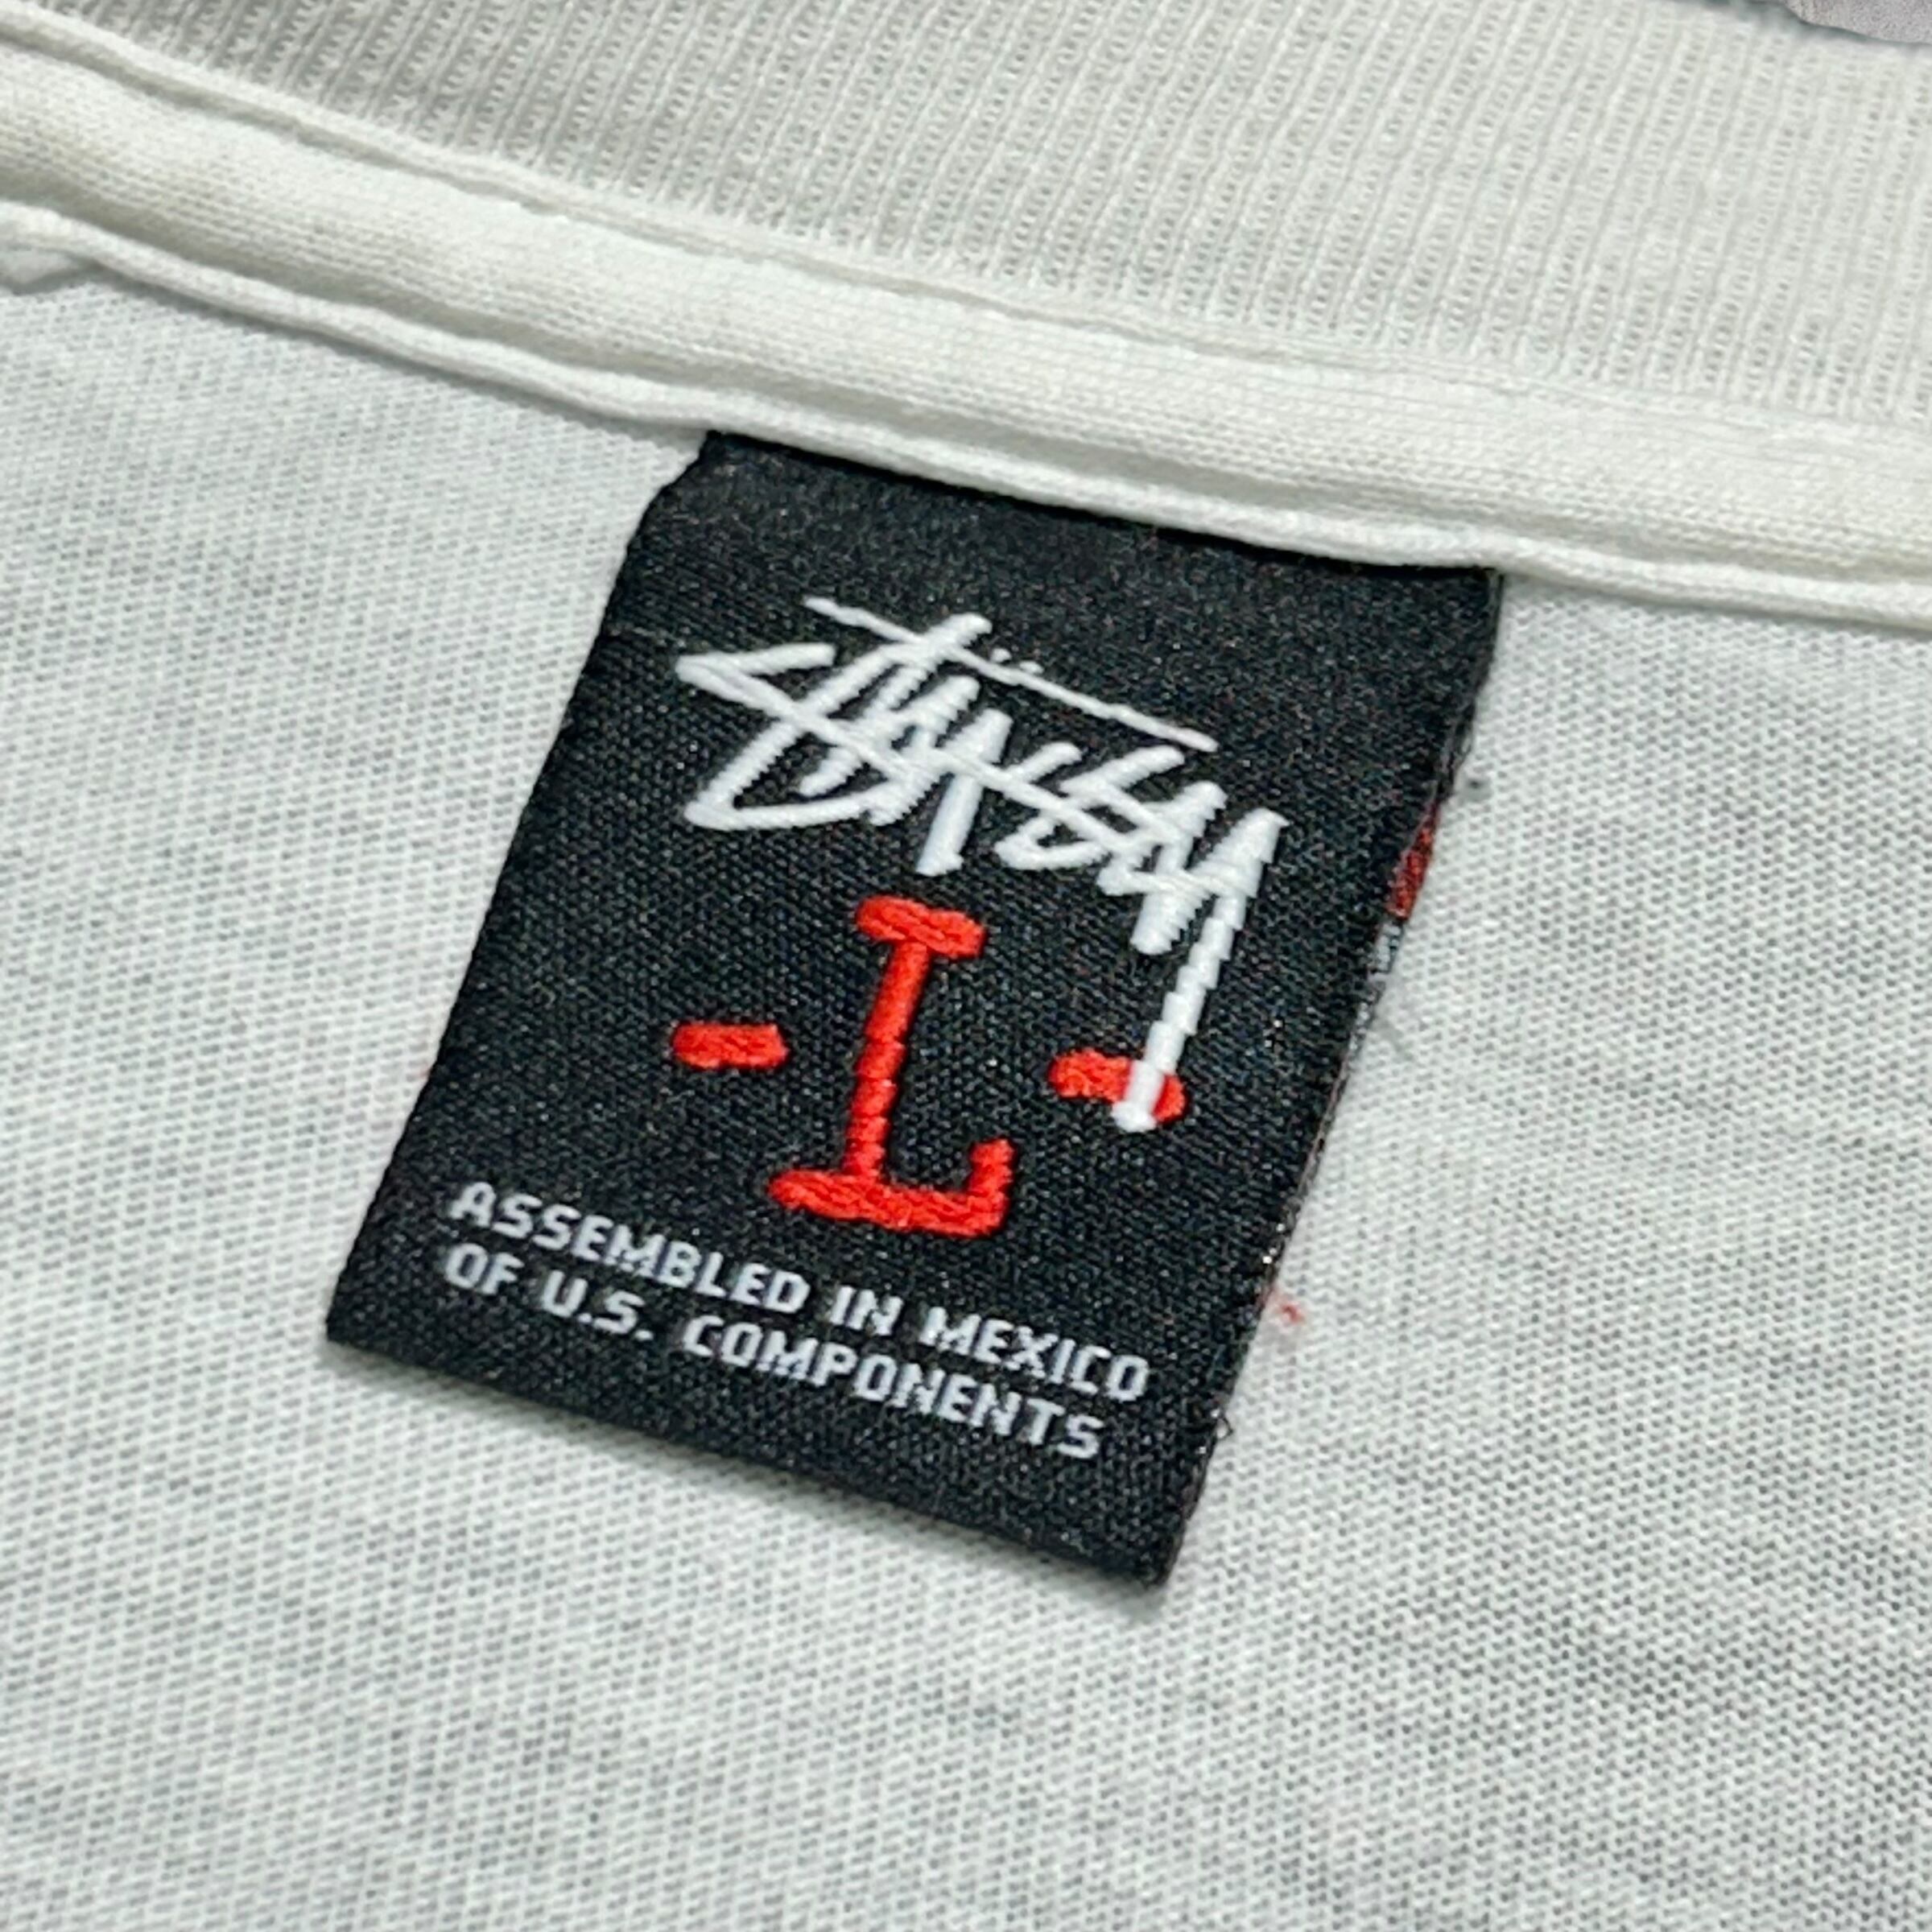 Stüssy
-L-
ASSEMBLED IN MEXICO
OF U.S. COMPONENTS